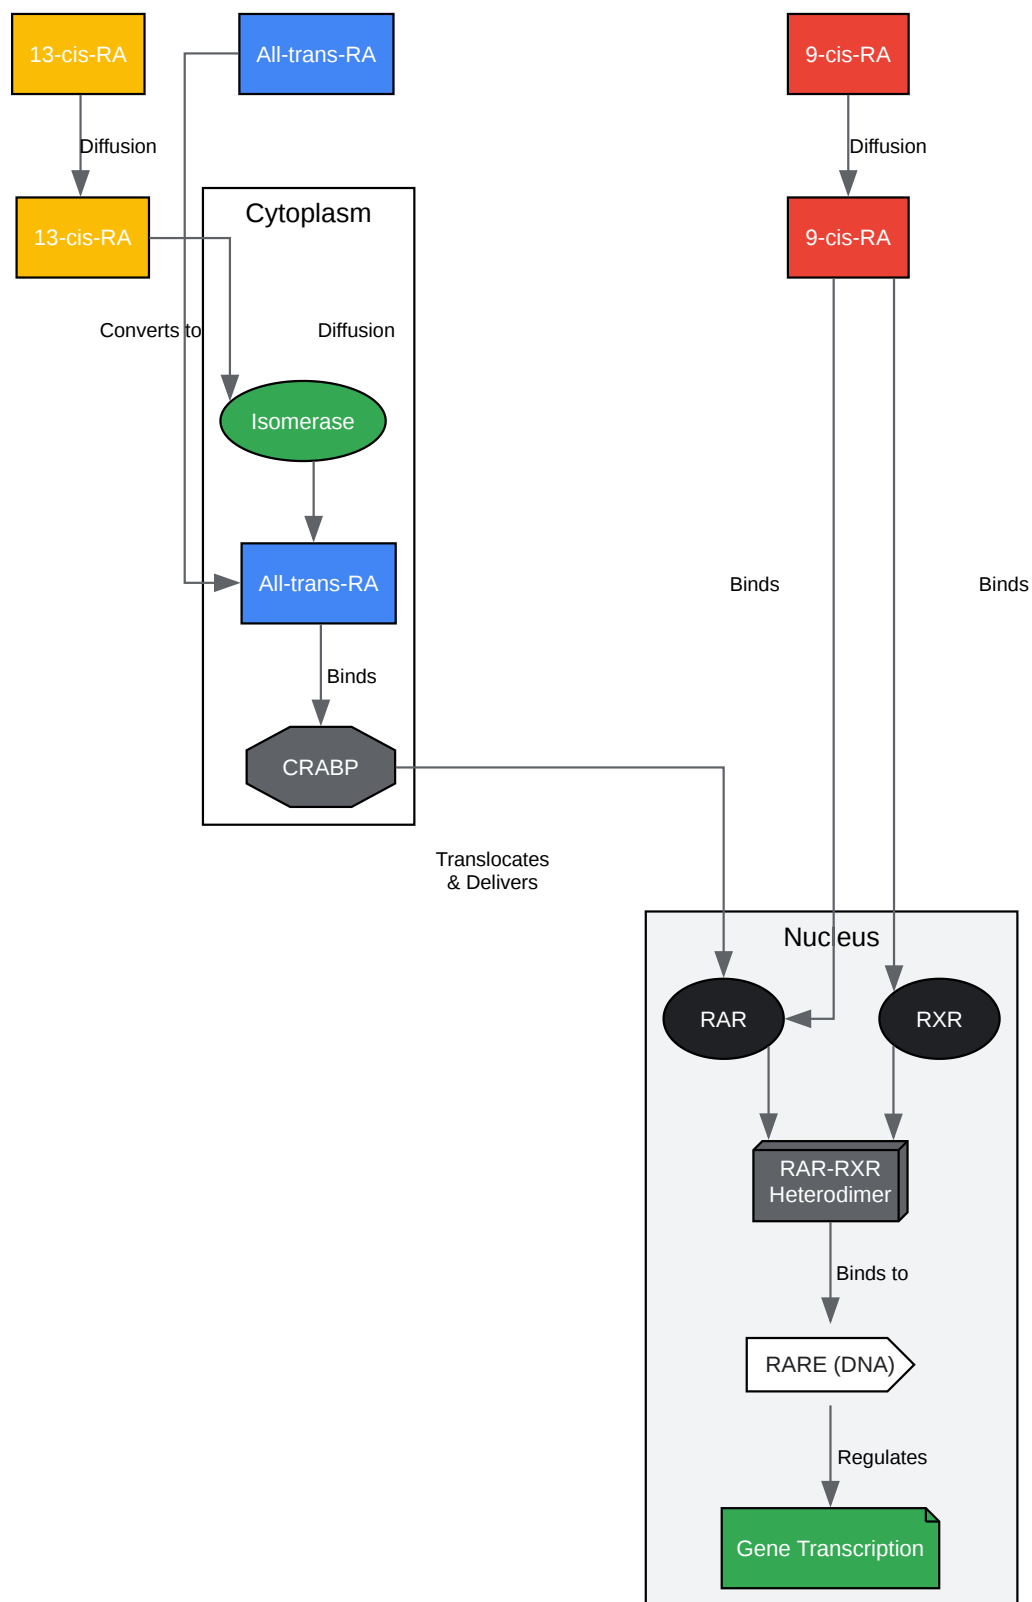 13-cis-RA
All-trans-RA
9-cis-RA
Diffusion
Diffusion
13-cis-RA
Cytoplasm
9-cis-RA
Converts to
Diffusion
Isomerase
All-trans-RA
Binds
Binds
Binds
CRABP
Translocates
& Delivers
Nucleus
RAR
RXR
RAR-RXR
Heterodimer
Binds to
RARE (DNA)
Regulates
Gene Transcription